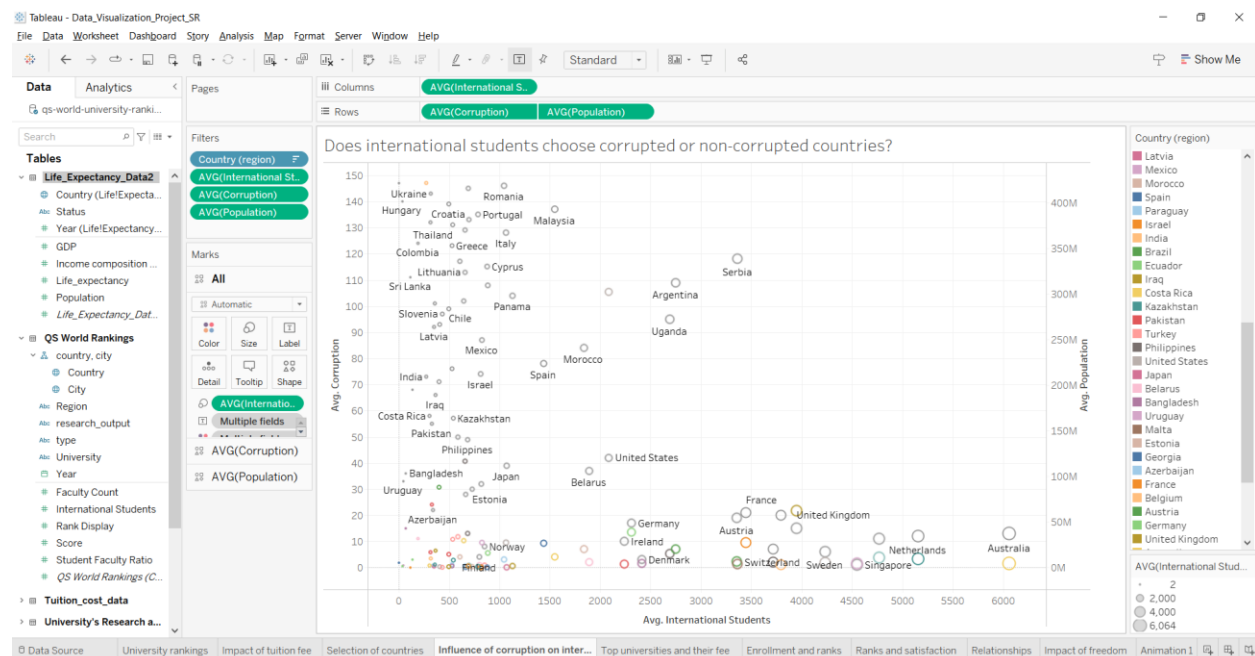 Tableau - Data_Visualization_Project_SR
File Data Worksheet Dashboard Story Analysis Map Format Server Window Help
Standard
Show Me
Data Analytics
qs-world-university-ranki...
Search
Tables
Life_Expectancy_Data2
Country (Life!Expecta...
Abc Status
# Year (Life!Expectancy...
# GDP
# Income composition ...
# Life_expectancy
# Population
# Life_Expectancy_Dat...
QS World Rankings
country, city
Country
City
Abc Region
Abc research_output
Abc type
Abc University
Year
# Faculty Count
# International Students
# Rank Display
# Score
# Student Faculty Ratio
# QS World Rankings (C...
Tuition_cost_data
University's Research a...
Pages
Filters
Country (region)
AVG(International St..
AVG(Corruption)
AVG(Population)
Marks
All
Automatic
Color Size Label
Detail Tooltip Shape
AVG(Internatio..
Multiple fields
AVG(Corruption)
AVG(Population)
iii Columns
AVG(International S..
Rows
AVG(Corruption) AVG(Population)
Does international students choose corrupted or non-corrupted countries?
150
140
130
120
110
100
90
80
70
60
50
40
30
20
10
0
Avg. Corruption
Ukraine
Romania
Hungary
Croatia
Portugal
Malaysia
Thailand
Colombia
Greece
Italy
Lithuania
Cyprus
Serbia
Sri Lanka
Panama
Argentina
Slovenia
Chile
Uganda
Latvia
Mexico
Morocco
India
Israel
Spain
Iraq
Costa Rica
Kazakhstan
Pakistan
Philippines
United States
Bangladesh
Japan
Belarus
Uruguay
Estonia
France
Azerbaijan
Germany
United Kingdom
Austria
Norway
Ireland
Netherlands
Australia
Finland
Denmark
Switzerland
Sweden
Singapore
400M
350M
300M
250M
200M
150M
100M
50M
0M
Avg. Population
0 500 1000 1500 2000 2500 3000 3500 4000 4500 5000 5500 6000
Avg. International Students
Country (region)
Latvia
Mexico
Morocco
Spain
Paraguay
Israel
India
Brazil
Ecuador
Iraq
Costa Rica
Kazakhstan
Pakistan
Turkey
Philippines
United States
Japan
Belarus
Bangladesh
Uruguay
Malta
Estonia
Georgia
Azerbaijan
France
Belgium
Austria
Germany
United Kingdom
AVG(International Stud...
2
2,000
4,000
6,064
Data Source University rankings Impact of tuition fee Selection of countries Influence of corruption on inter... Top universities and their fee Enrollment and ranks Ranks and satisfaction Relationships Impact of freedom Animation 1